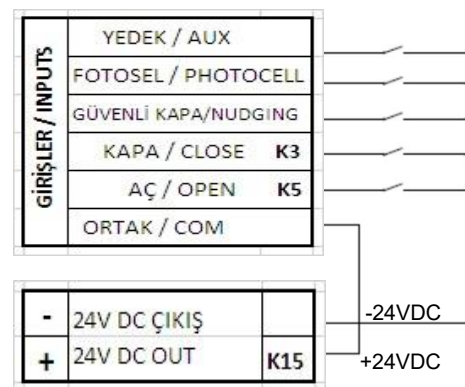 GİRİŞLER / INPUTS
YEDEK / AUX
FOTOSEL / PHOTOCELL
GÜVENLİ KAPA/NUDGING
KAPA / CLOSE K3
AÇ / OPEN K5
ORTAK / COM
- 24V DC ÇIKIŞ
-24VDC
+ 24V DC OUT K15
+24VDC